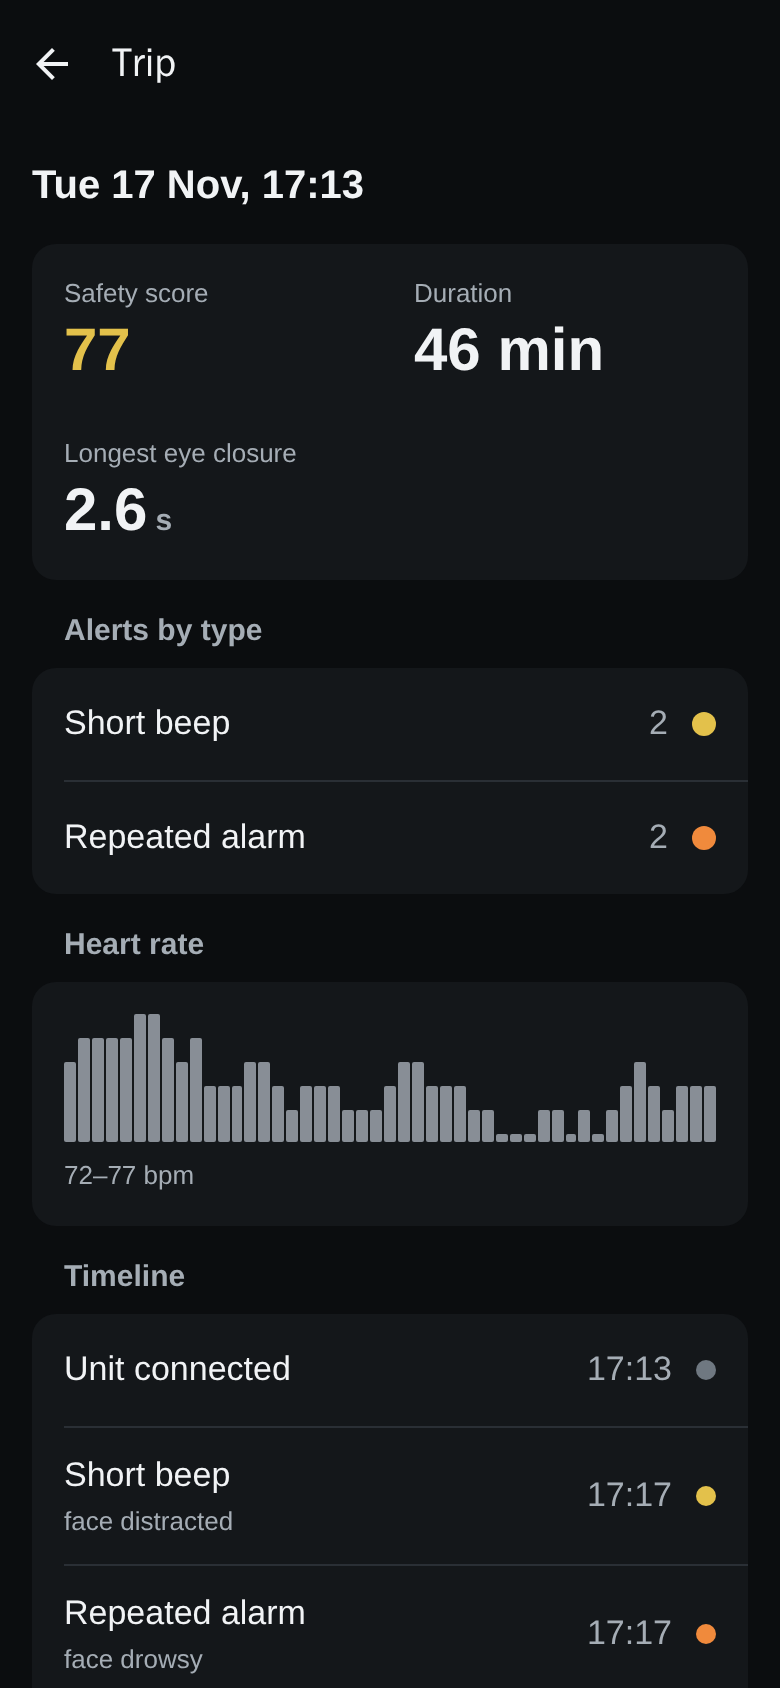 Trip
Tue 17 Nov, 17:13
Safety score
Duration
77
46 min
Longest eye closure
2.6 s
Alerts by type
Short beep 2
Repeated alarm 2
Heart rate
72–77 bpm
Timeline
Unit connected 17:13
Short beep
face distracted
17:17
Repeated alarm
face drowsy
17:17